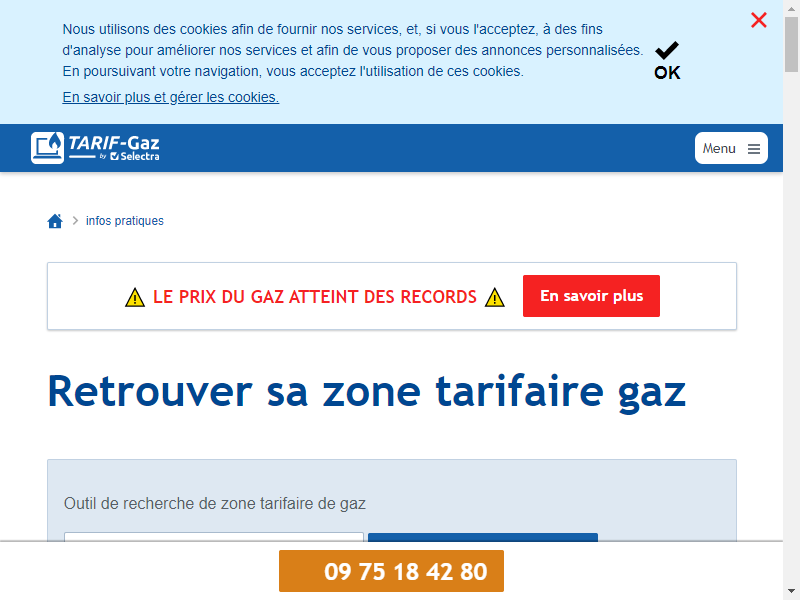 Nous utilisons des cookies afin de fournir nos services, et, si vous l'acceptez, à des fins
d'analyse pour améliorer nos services et afin de vous proposer des annonces personnalisées.
En poursuivant votre navigation, vous acceptez l'utilisation de ces cookies.
OK
En savoir plus et gérer les cookies.
TARIF-Gaz
by Selectra
Menu
infos pratiques
LE PRIX DU GAZ ATTEINT DES RECORDS
En savoir plus
Retrouver sa zone tarifaire gaz
Outil de recherche de zone tarifaire de gaz
09 75 18 42 80